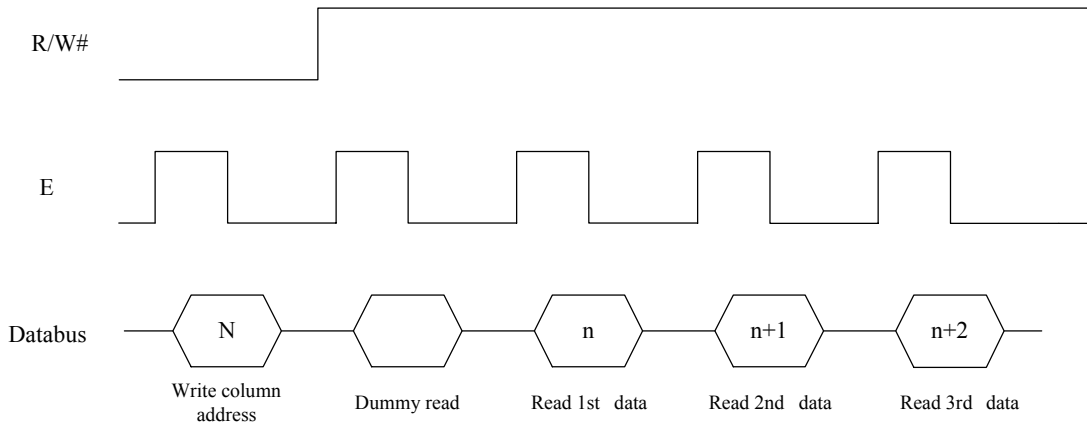 R/W#
E
Databus
N
n
n+1
n+2
Write column
address
Dummy read
Read 1st data
Read 2nd data
Read 3rd data